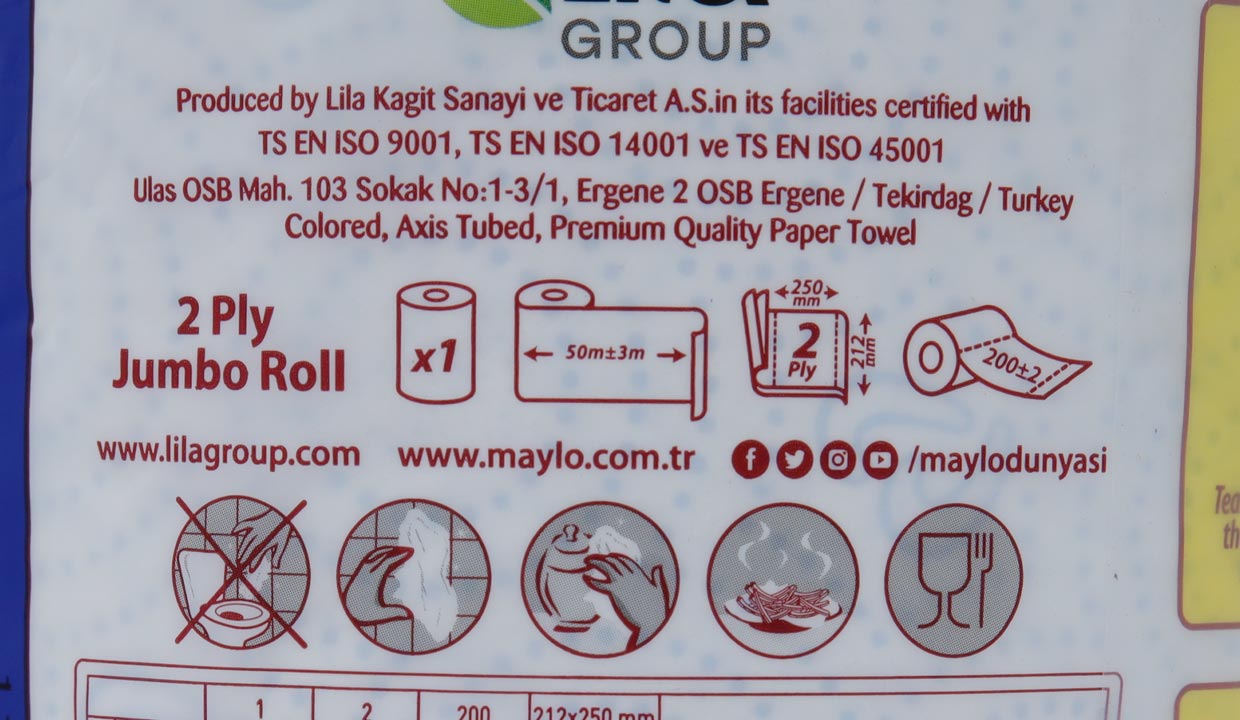 GROUP
Produced by Lila Kagit Sanayi ve Ticaret A.S.in its facilities certified with
TS EN ISO 9001, TS EN ISO 14001 ve TS EN ISO 45001
Ulas OSB Mah. 103 Sokak No:1-3/1, Ergene 2 OSB Ergene / Tekirdag / Turkey
Colored, Axis Tubed, Premium Quality Paper Towel
2 Ply
Jumbo Roll
x1
50m±3m
250
mm
2
Ply
212
mm
200±2
www.lilagroup.com www.maylo.com.tr /maylodunyasi
1 2 200 212x250 mm